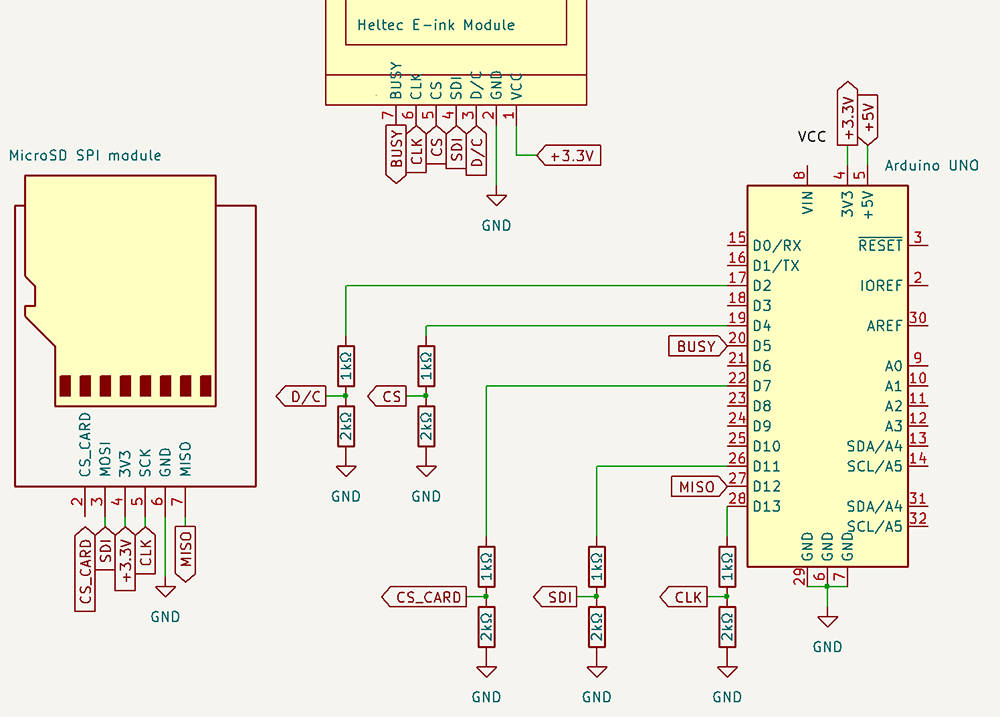 Heltec E-ink Module
BUSY
CLK
CS
SDI
D/C
GND
VCC
7
6
5
4
3
2
1
BUSY
CLK
CS
SDI
D/C
+3.3V
GND
MicroSD SPI module
CS_CARD
MOSI
3V3
SCK
GND
MISO
2
3
4
5
6
7
CS_CARD
SDI
+3.3V
CLK
MISO
GND
+3.3V
+5V
VCC
Arduino UNO
8
4
5
VIN
3V3
+5V
15 D0/RX
16 D1/TX
17 D2
18 D3
19 D4
BUSY 20 D5
21 D6
22 D7
23 D8
24 D9
25 D10
26 D11
MISO 27 D12
28 D13
RESET 3
IOREF 2
AREF 30
A0 9
A1 10
A2 11
A3 12
SDA/A4 13
SCL/A5 14
SDA/A4 31
SCL/A5 32
GND
GND
GND
29
6
7
GND
1kΩ
D/C
2kΩ
GND
1kΩ
CS
2kΩ
GND
1kΩ
CS_CARD
2kΩ
GND
1kΩ
SDI
2kΩ
GND
1kΩ
CLK
2kΩ
GND